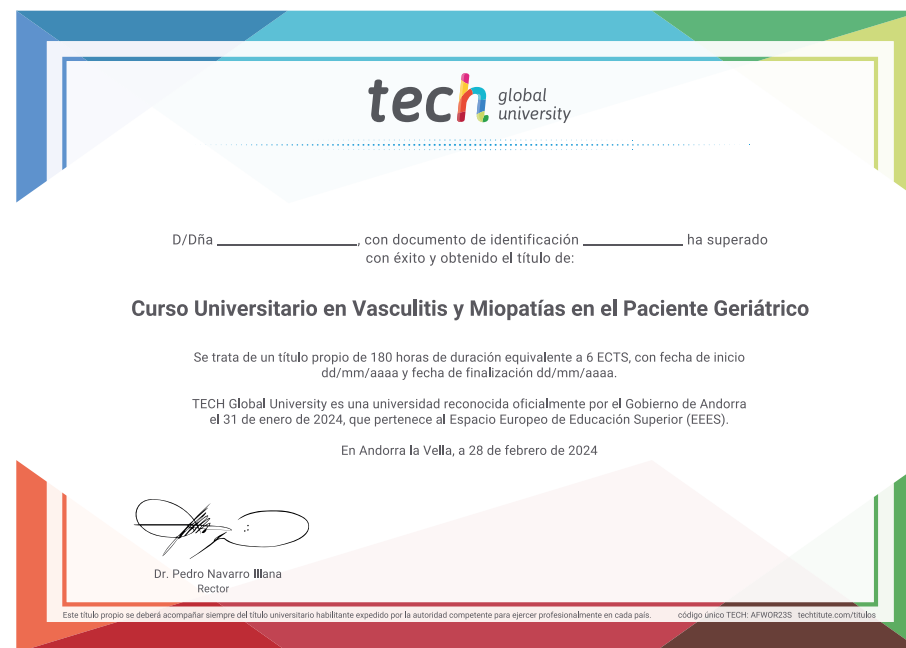 tech global university
D/Dña ____________, con documento de identificación ____________ ha superado
con éxito y obtenido el título de:
Curso Universitario en Vasculitis y Miopatías en el Paciente Geriátrico
Se trata de un título propio de 180 horas de duración equivalente a 6 ECTS, con fecha de inicio
dd/mm/aaaa y fecha de finalización dd/mm/aaaa.
TECH Global University es una universidad reconocida oficialmente por el Gobierno de Andorra
el 31 de enero de 2024, que pertenece al Espacio Europeo de Educación Superior (EEES).
En Andorra la Vella, a 28 de febrero de 2024
Dr. Pedro Navarro Illana
Rector
Este título propio se deberá acompañar siempre del título universitario habilitante expedido por la autoridad competente para ejercer profesionalmente en cada país. código único TECH: AFWOR23S techtitute.com/titulos